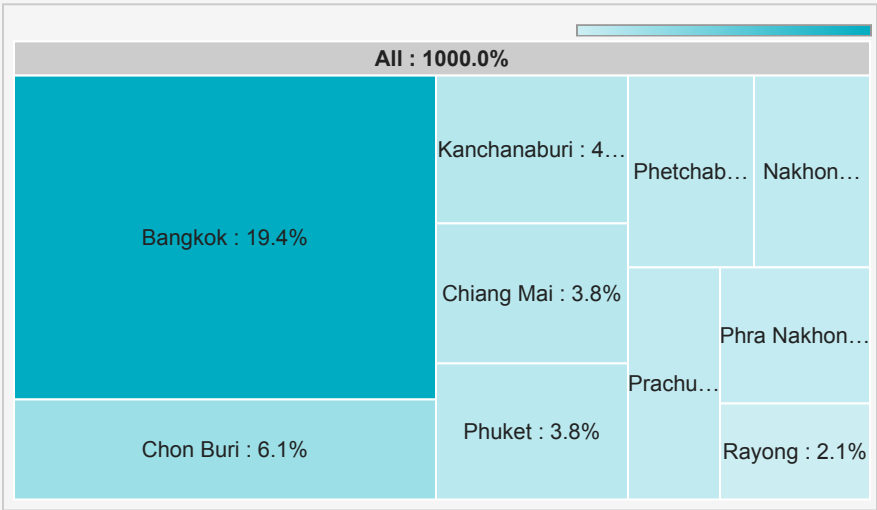 All : 1000.0%
Bangkok : 19.4%
Chon Buri : 6.1%
Kanchanaburi : 4…
Chiang Mai : 3.8%
Phuket : 3.8%
Phetchab…
Nakhon…
Prachu…
Phra Nakhon…
Rayong : 2.1%